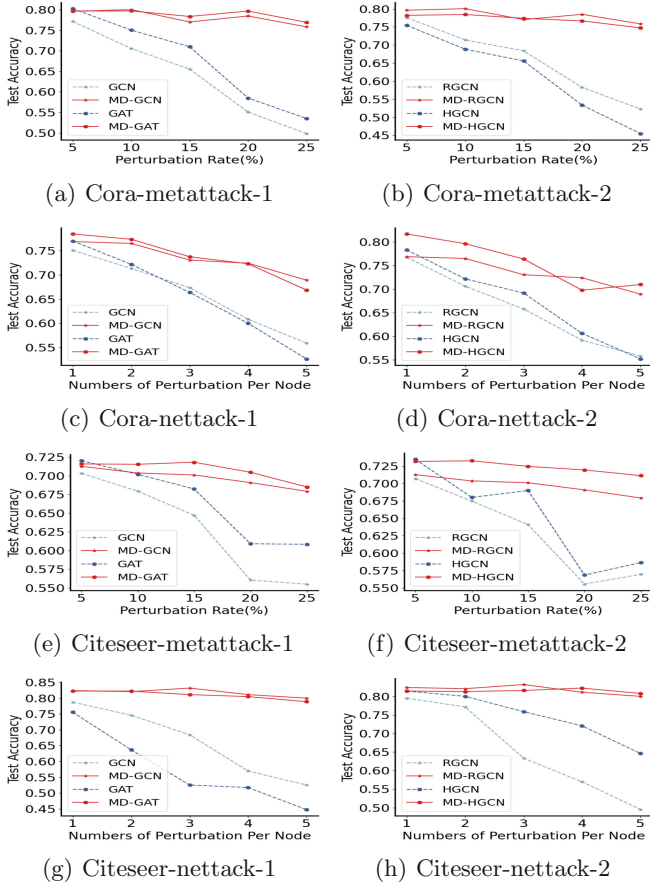 0.80
0.75
0.70
0.65
0.60
0.55
0.50
Test Accuracy
GCN
MD-GCN
GAT
MD-GAT
5 10 15 20 25
Perturbation Rate(%)
(a) Cora-metattack-1
0.80
0.75
0.70
0.65
0.60
0.55
0.50
0.45
Test Accuracy
RGCN
MD-RGCN
HGCN
MD-HGCN
5 10 15 20 25
Perturbation Rate(%)
(b) Cora-metattack-2
0.75
0.70
0.65
0.60
0.55
Test Accuracy
GCN
MD-GCN
GAT
MD-GAT
1 2 3 4 5
Numbers of Perturbation Per Node
(c) Cora-nettack-1
0.80
0.75
0.70
0.65
0.60
0.55
Test Accuracy
RGCN
MD-RGCN
HGCN
MD-HGCN
1 2 3 4 5
Numbers of Perturbation Per Node
(d) Cora-nettack-2
0.725
0.700
0.675
0.650
0.625
0.600
0.575
0.550
Test Accuracy
GCN
MD-GCN
GAT
MD-GAT
5 10 15 20 25
Perturbation Rate(%)
(e) Citeseer-metattack-1
0.725
0.700
0.675
0.650
0.625
0.600
0.575
0.550
Test Accuracy
RGCN
MD-RGCN
HGCN
MD-HGCN
5 10 15 20 25
Perturbation Rate(%)
(f) Citeseer-metattack-2
0.85
0.80
0.75
0.70
0.65
0.60
0.55
0.50
0.45
Test Accuracy
GCN
MD-GCN
GAT
MD-GAT
1 2 3 4 5
Numbers of Perturbation Per Node
(g) Citeseer-nettack-1
0.80
0.75
0.70
0.65
0.60
0.55
0.50
Test Accuracy
RGCN
MD-RGCN
HGCN
MD-HGCN
1 2 3 4 5
Numbers of Perturbation Per Node
(h) Citeseer-nettack-2